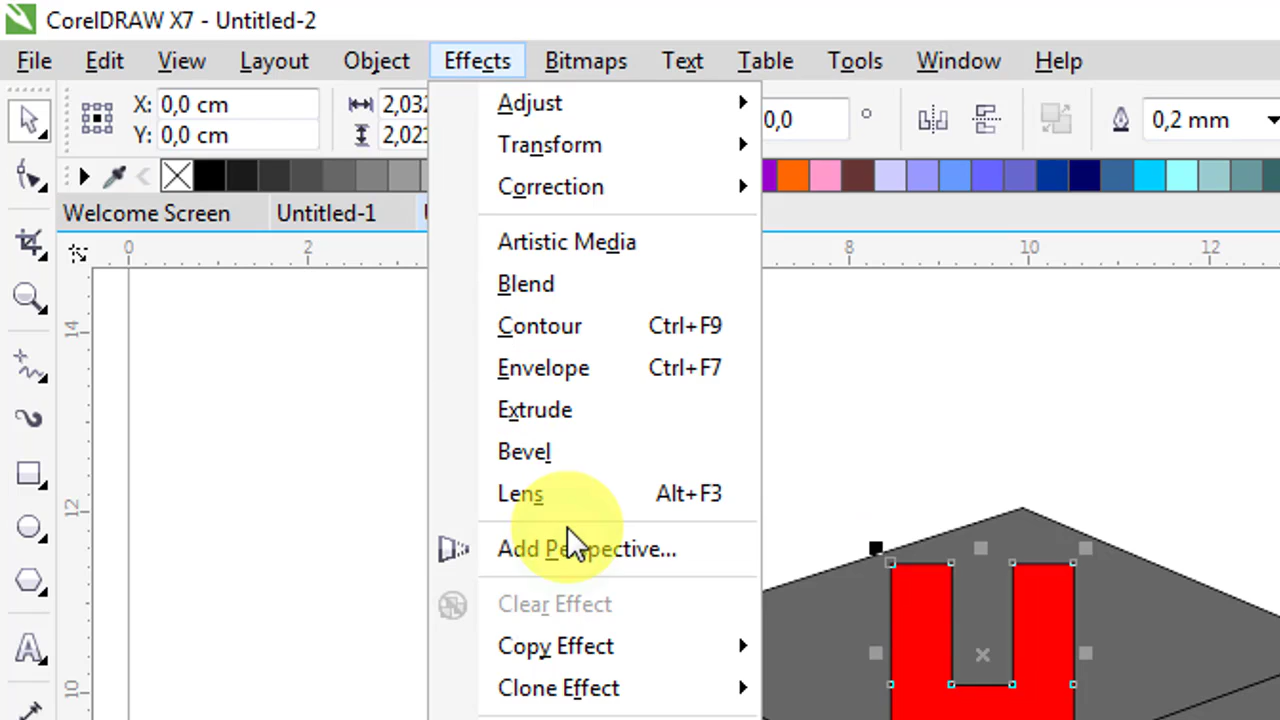 CorelDRAW X7 - Untitled-2
File Edit View Layout Object Effects Bitmaps Text Table Tools Window Help
X: 0,0 cm
Y: 0,0 cm
0,0 °
0,2 mm
Welcome Screen Untitled-1
0 2 8 10 12
14
12
10
Adjust
Transform
Correction
Artistic Media
Blend
Contour Ctrl+F9
Envelope Ctrl+F7
Extrude
Bevel
Lens Alt+F3
Add Perspective...
Clear Effect
Copy Effect
Clone Effect